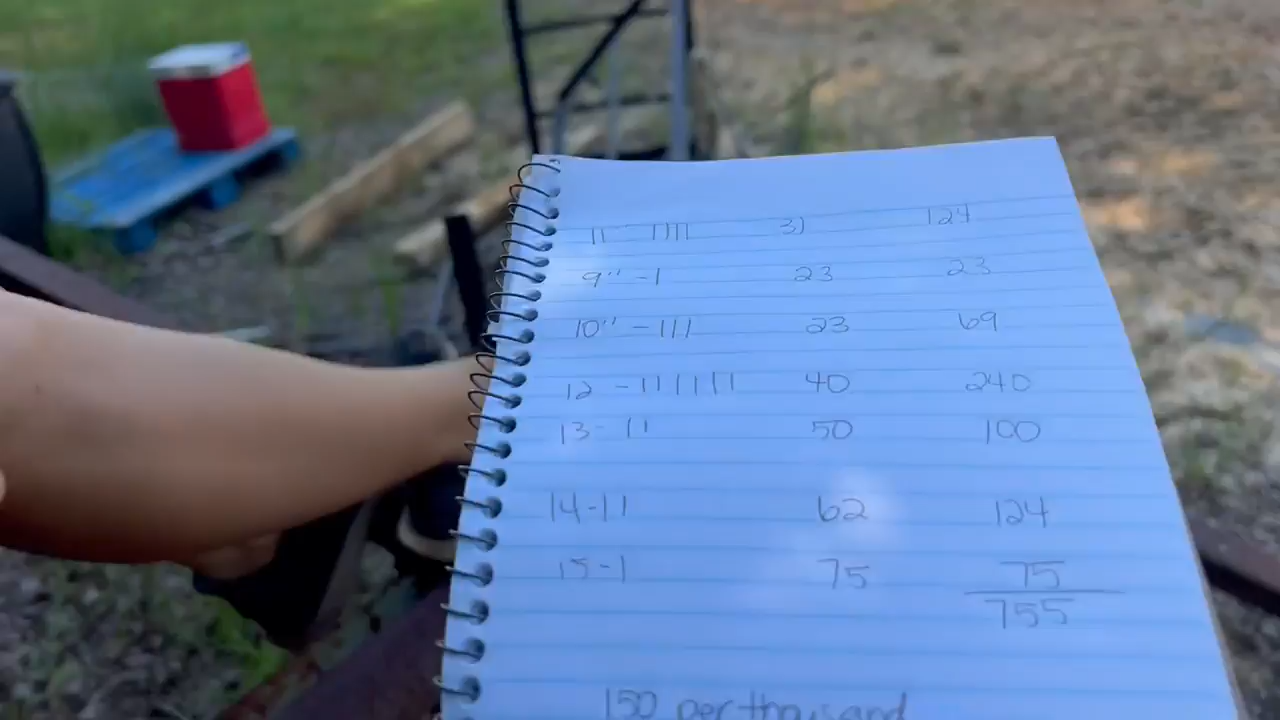 11 - 1111 31 124
9" - 1 23 23
10" - 111 23 69
12 - 111111 40 240
13 - 11 50 100
14 - 11 62 124
15 - 1 75 75
755
150 per thousand